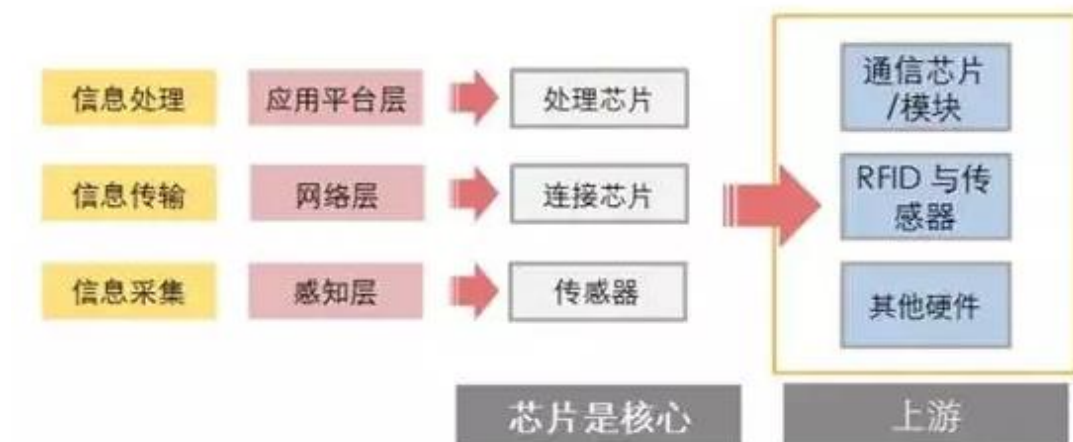 信息处理
应用平台层
处理芯片
通信芯片
/模块
信息传输
网络层
连接芯片
RFID 与传
感器
信息采集
感知层
传感器
其他硬件
芯片是核心
上游